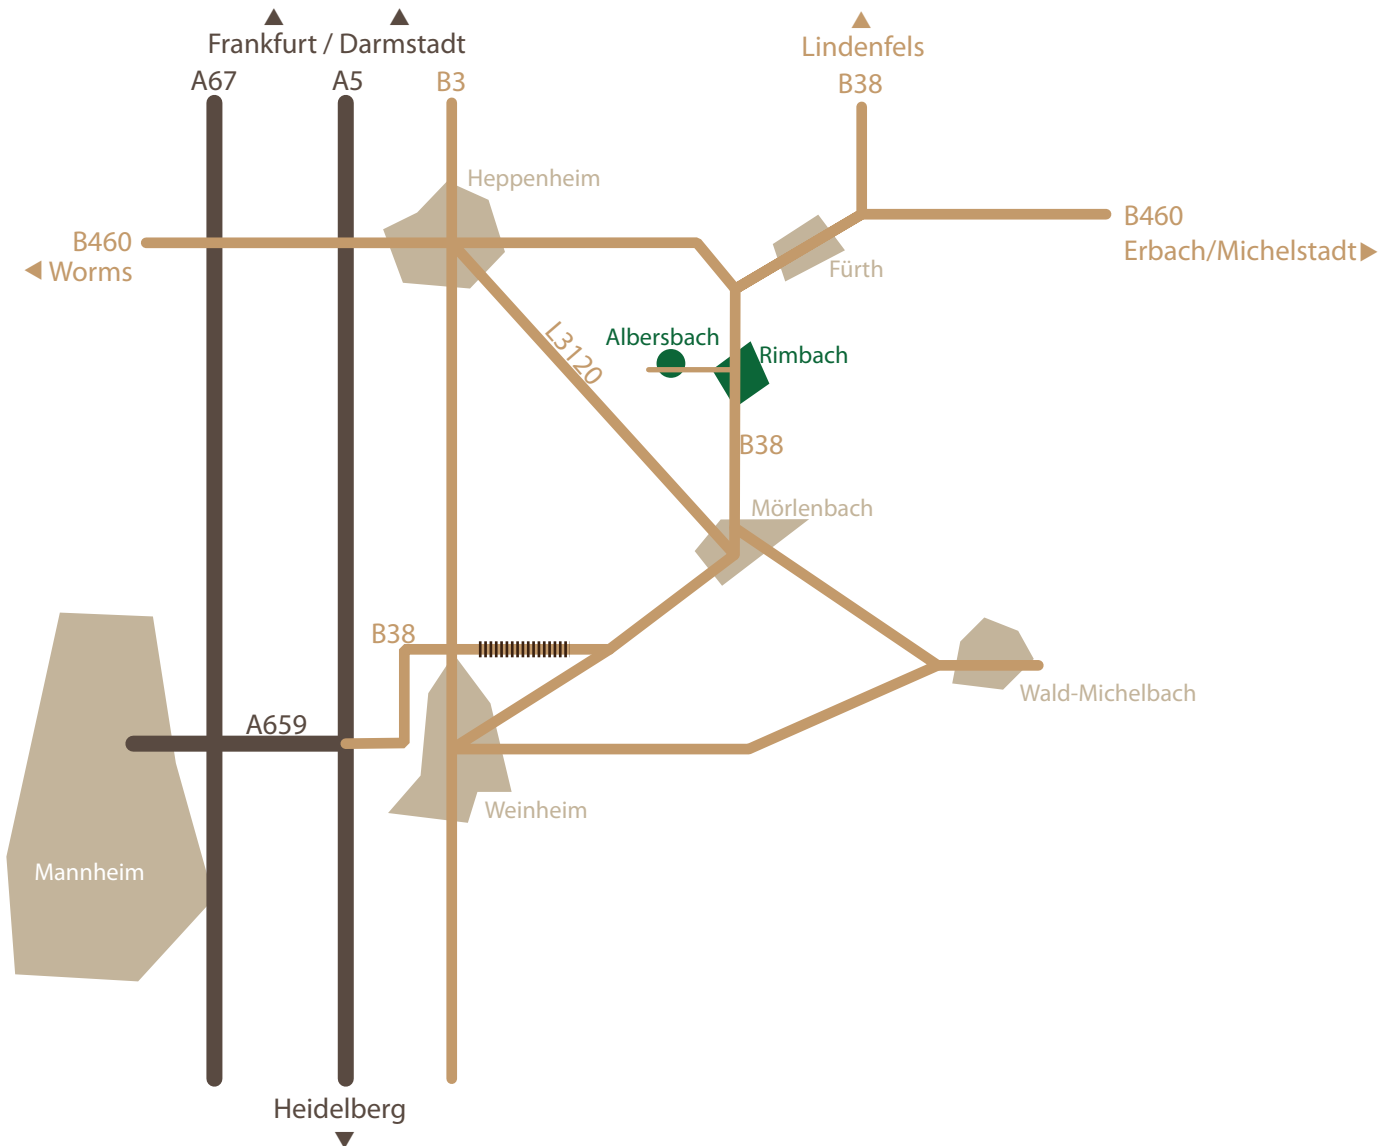 Frankfurt / Darmstadt
A67
A5
B3
Lindenfels
B38
Heppenheim
B460
Worms
B460
Erbach/Michelstadt
Fürth
Albersbach
Rimbach
L3120
B38
Mörlenbach
B38
Wald-Michelbach
A659
Weinheim
Mannheim
Heidelberg